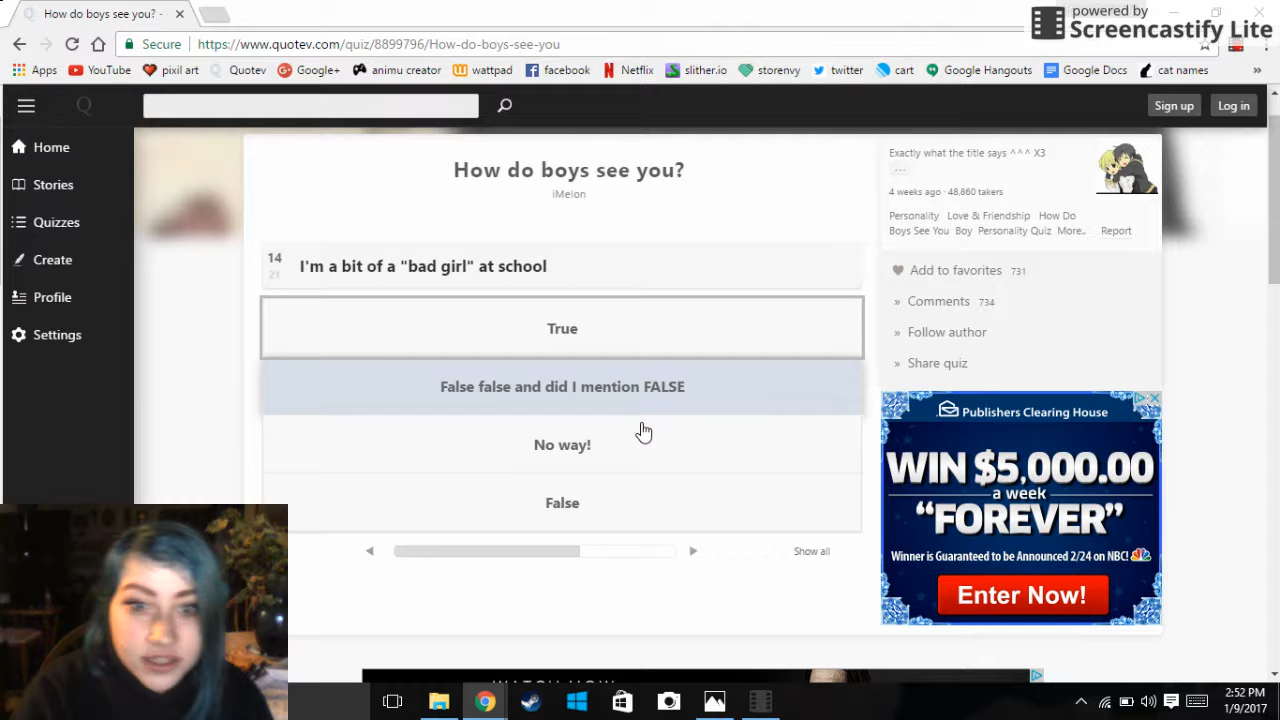 How do boys see you? -
powered by
Screencastify Lite
Secure
https://www.quotev.com/quiz/8899796/How-do-boys-see-you
Apps
YouTube
pixil art
Quotev
Google+
animu creator
wattpad
facebook
Netflix
slither.io
storenvy
twitter
cart
Google Hangouts
Google Docs
cat names
»
Q
Sign up
Log in
Home
Stories
Quizzes
Create
Profile
Settings
How do boys see you?
iMelon
14
21
I'm a bit of a "bad girl" at school
True
False false and did I mention FALSE
No way!
False
Show all
Exactly what the title says ^^^ X3
...
4 weeks ago · 48,860 takers
Personality Love & Friendship How Do
Boys See You Boy Personality Quiz More..
Report
Add to favorites 731
» Comments 734
» Follow author
» Share quiz
Publishers Clearing House
WIN $5,000.00
a week
"FOREVER"
Winner is Guaranteed to be Announced 2/24 on NBC!
Enter Now!
WATCH NOW
2:52 PM
1/9/2017